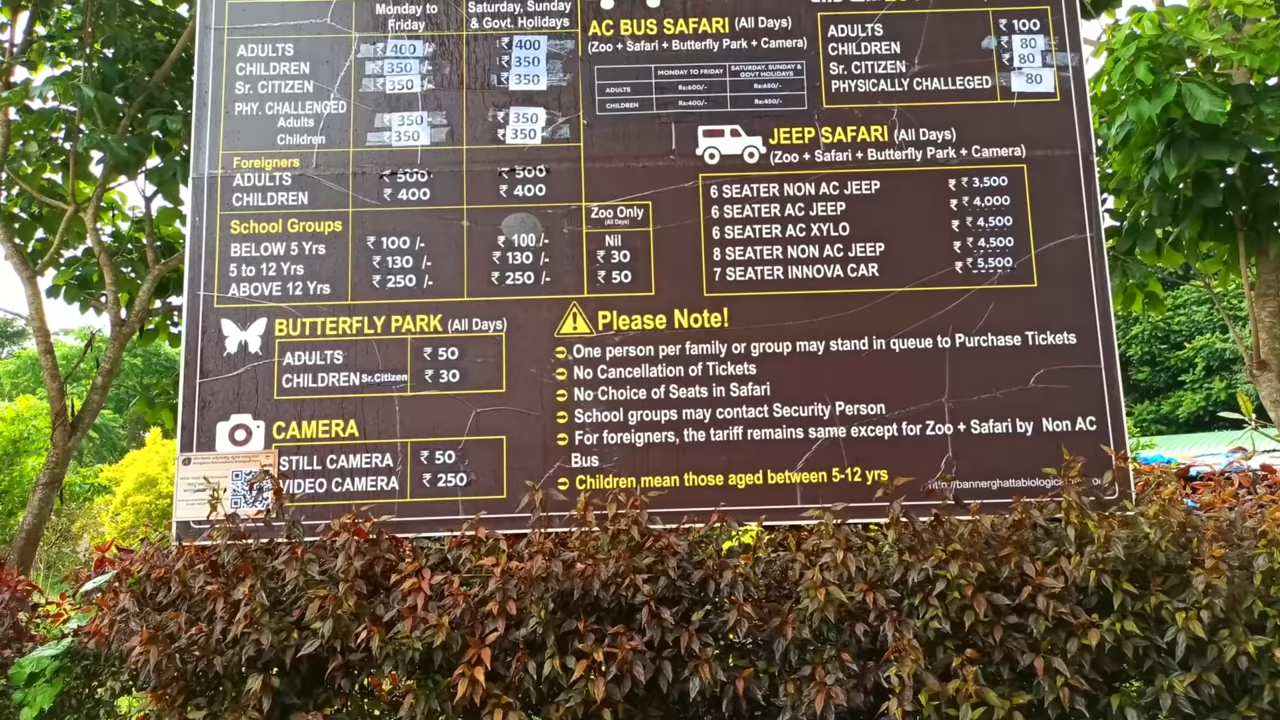 Monday to
Friday
Saturday, Sunday
& Govt. Holidays
ADULTS ₹ 400 ₹ 400
CHILDREN ₹ 350 ₹ 350
Sr. CITIZEN ₹ 350 ₹ 350
PHY. CHALLENGED
Adults 350 ₹ 350
Children ₹ 350 ₹ 350
Foreigners
ADULTS ₹ 500 ₹ 500
CHILDREN ₹ 400 ₹ 400
School Groups
BELOW 5 Yrs ₹ 100 /- ₹ 100 /-
5 to 12 Yrs ₹ 130 /- ₹ 130 /-
ABOVE 12 Yrs ₹ 250 /- ₹ 250 /-
Zoo Only
(All Days)
Nil
₹ 30
₹ 50
AC BUS SAFARI (All Days)
(Zoo + Safari + Butterfly Park + Camera)
MONDAY TO FRIDAY SATURDAY, SUNDAY &
GOVT HOLIDAYS
ADULTS Rs:600/- Rs:650/-
CHILDREN Rs:400/- Rs:450/-
ADULTS ₹ 100
CHILDREN ₹ 80
Sr. CITIZEN ₹ 80
PHYSICALLY CHALLEGED 80
JEEP SAFARI (All Days)
(Zoo + Safari + Butterfly Park + Camera)
6 SEATER NON AC JEEP ₹ ₹ 3,500
6 SEATER AC JEEP ₹ ₹ 4,000
6 SEATER AC XYLO ₹ ₹ 4,500
8 SEATER NON AC JEEP ₹ ₹ 4,500
7 SEATER INNOVA CAR ₹ ₹ 5,500
BUTTERFLY PARK (All Days)
ADULTS ₹ 50
CHILDREN Sr.Citizen ₹ 30
CAMERA
STILL CAMERA ₹ 50
VIDEO CAMERA ₹ 250
Please Note!
One person per family or group may stand in queue to Purchase Tickets
No Cancellation of Tickets
No Choice of Seats in Safari
School groups may contact Security Person
For foreigners, the tariff remains same except for Zoo + Safari by Non AC
Bus
Children mean those aged between 5-12 yrs